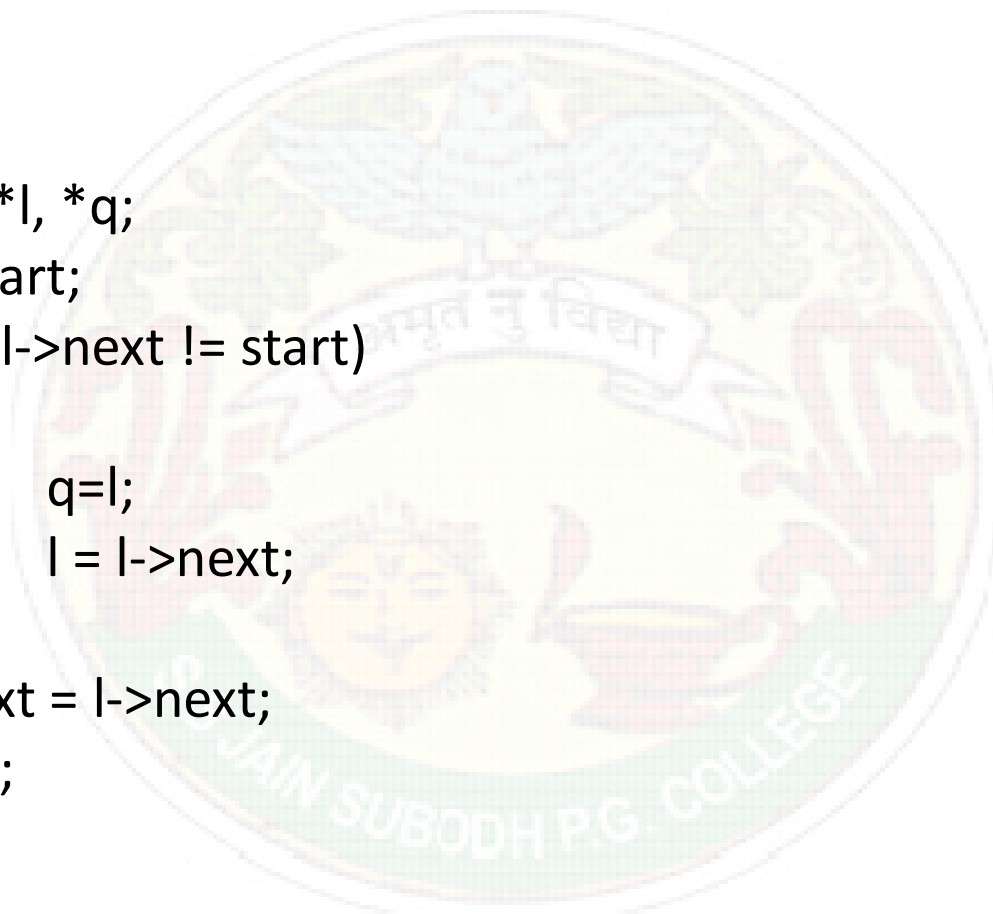 *l, *q;
art;
l->next != start)
q=l;
l = l->next;
xt = l->next;
;
अमृतं नु विद्या
S.S. JAIN SUBODH P.G. COLLEGE